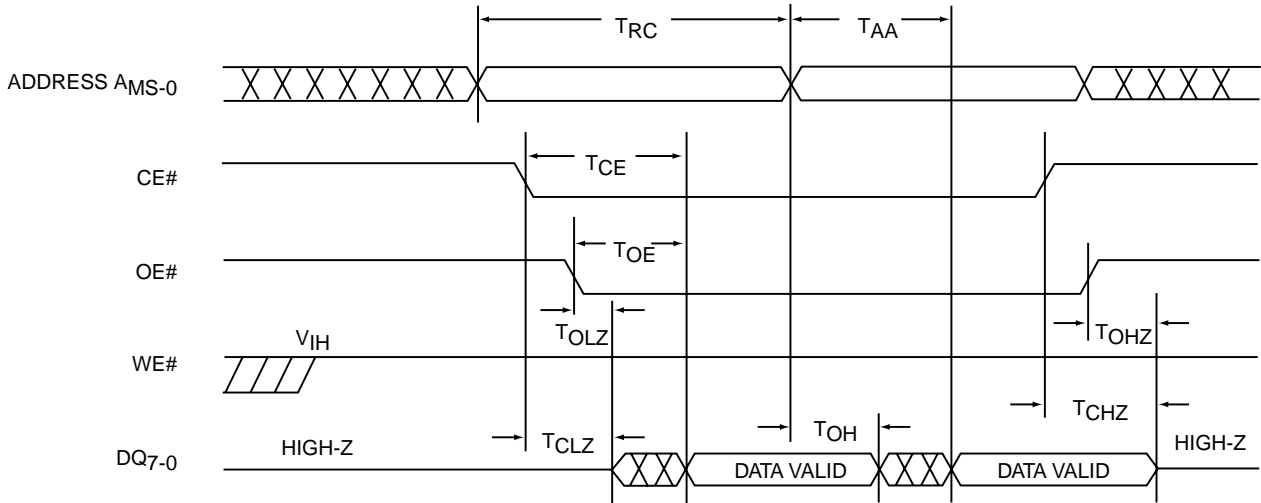 TRC TAA
ADDRESS AMS-0
TCE
CE#
TOE
OE#
TOLZ TOHZ
VIH
WE#
TCHZ
TCLZ TOH
HIGH-Z HIGH-Z
DQ7-0 DATA VALID DATA VALID